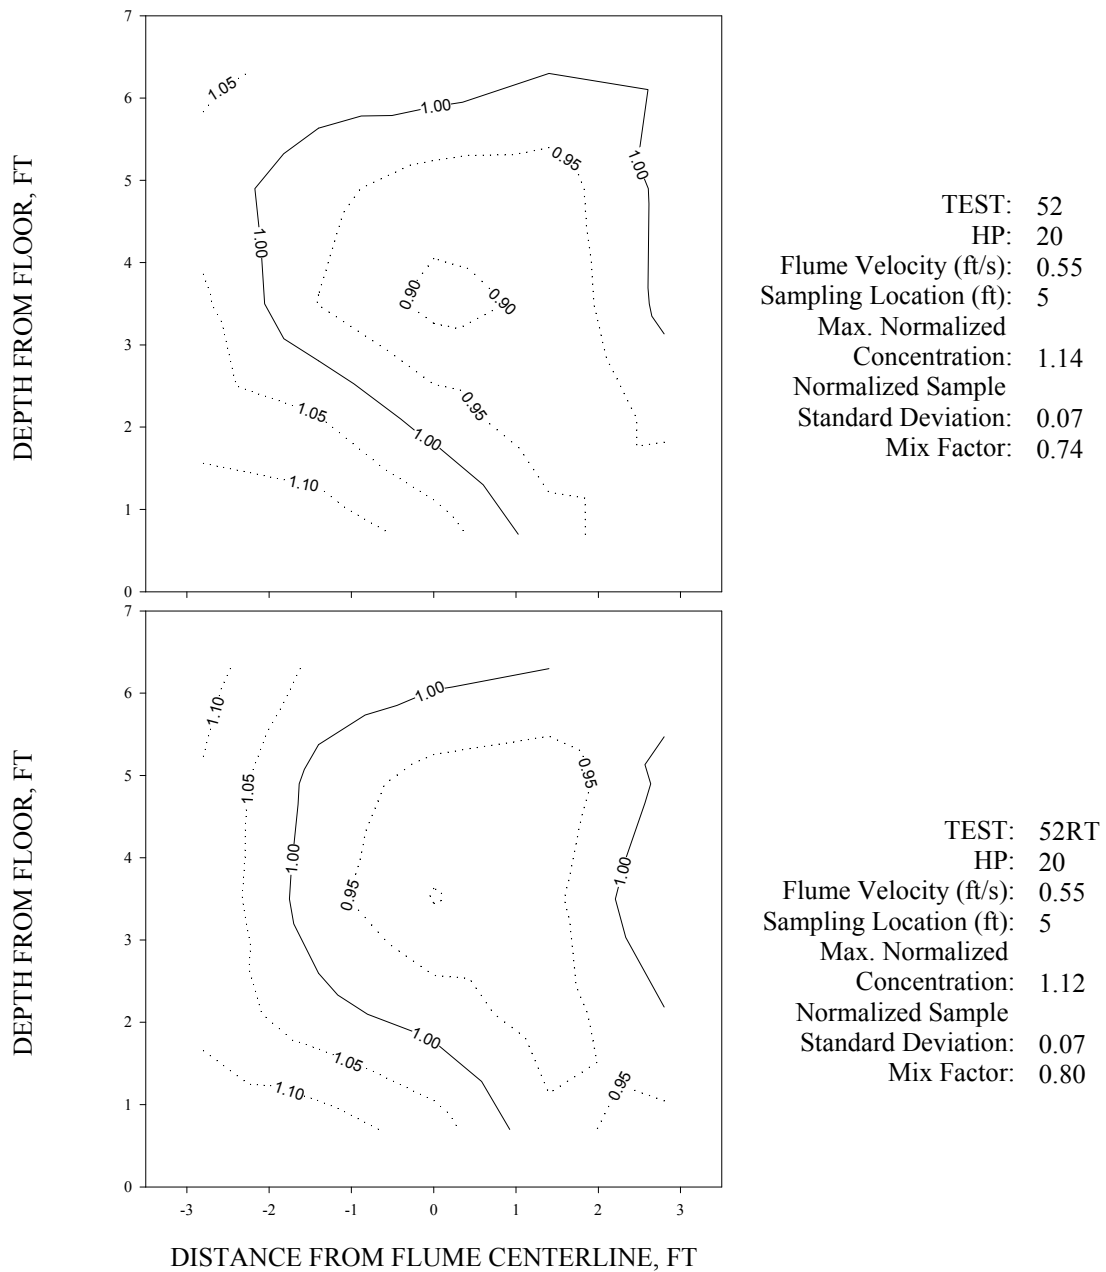 7
6
5
4
3
2
1
0
DEPTH FROM FLOOR, FT
1.05
1.00
0.95
1.00
1.00
0.90
0.90
0.95
1.05
1.00
1.10
TEST: 52
HP: 20
Flume Velocity (ft/s): 0.55
Sampling Location (ft): 5
Max. Normalized
Concentration: 1.14
Normalized Sample
Standard Deviation: 0.07
Mix Factor: 0.74
7
6
5
4
3
2
1
0
DEPTH FROM FLOOR, FT
1.10
1.00
1.05
0.95
1.00
0.95
1.00
1.00
1.05
1.10
0.95
-3 -2 -1 0 1 2 3
DISTANCE FROM FLUME CENTERLINE, FT
TEST: 52RT
HP: 20
Flume Velocity (ft/s): 0.55
Sampling Location (ft): 5
Max. Normalized
Concentration: 1.12
Normalized Sample
Standard Deviation: 0.07
Mix Factor: 0.80